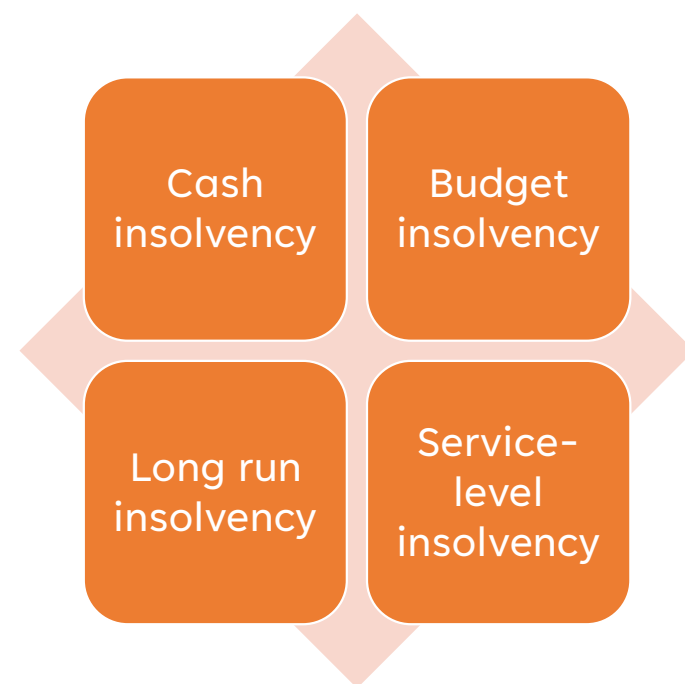 Cash
insolvency
Budget
insolvency
Long run
insolvency
Service-
level
insolvency